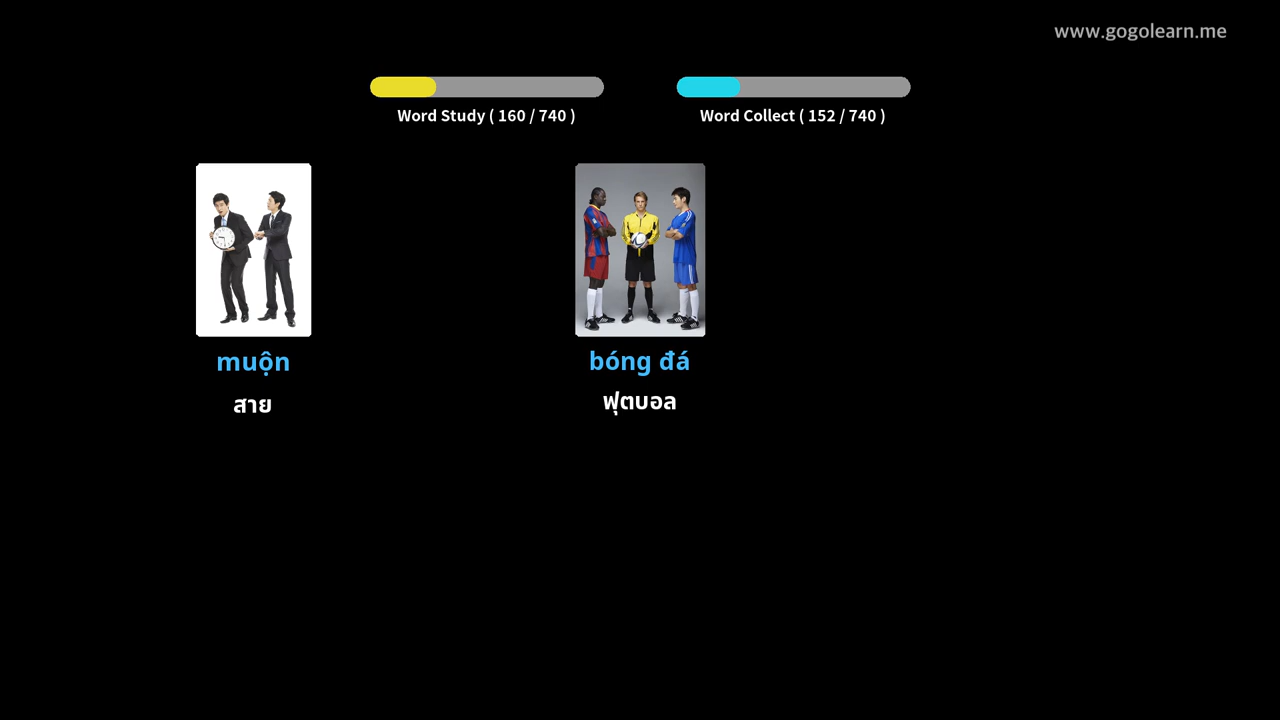 www.gogolearn.me
Word Study ( 160 / 740 )
Word Collect ( 152 / 740 )
muộn
สาย
bóng đá
ฟุตบอล